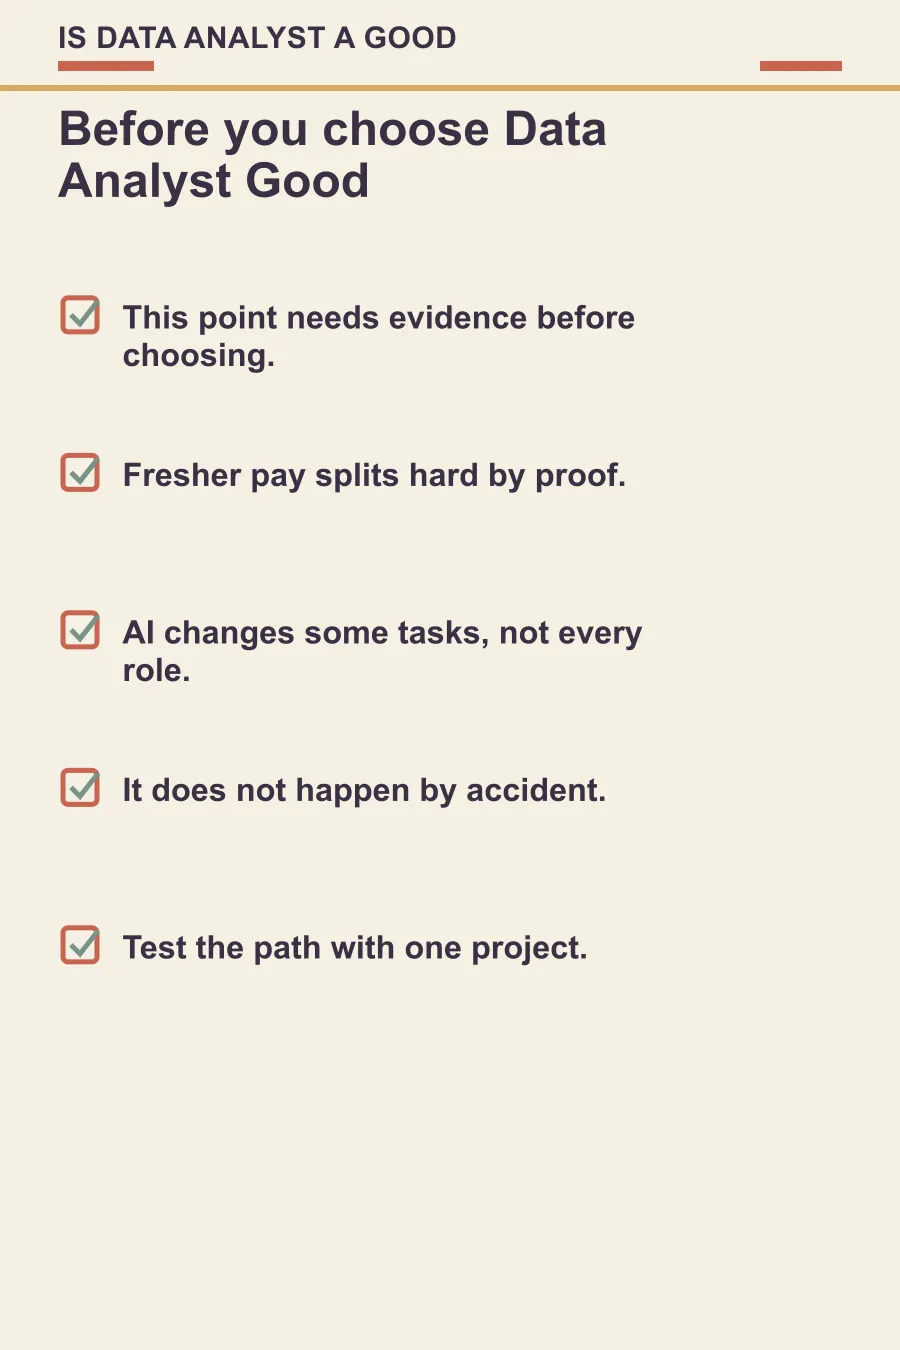 IS DATA ANALYST A GOOD
Before you choose Data
Analyst Good
This point needs evidence before
choosing.
Fresher pay splits hard by proof.
AI changes some tasks, not every
role.
It does not happen by accident.
Test the path with one project.